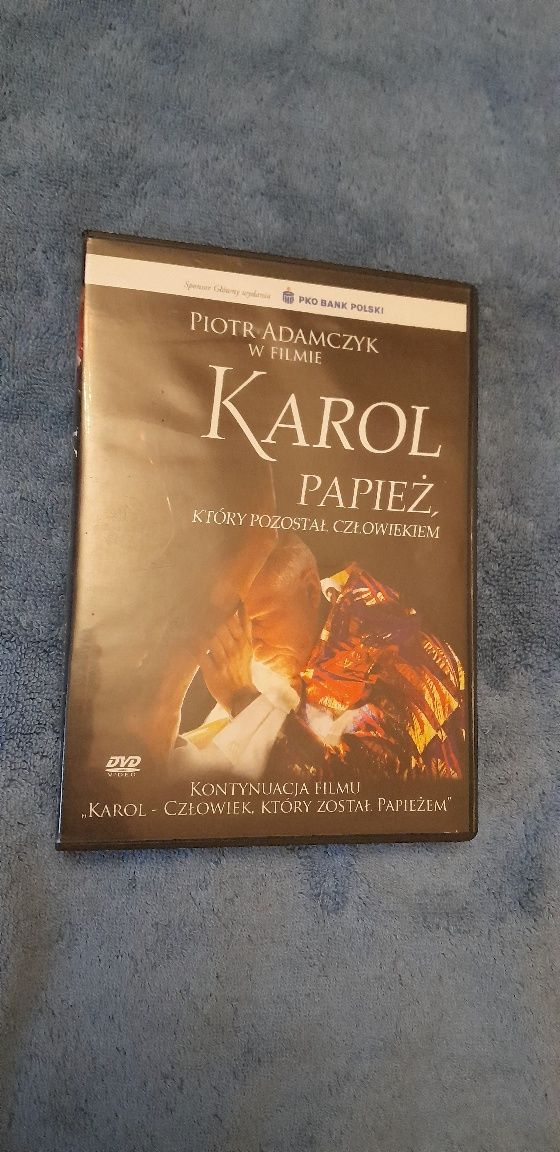 Sponsor Główny wydania PKO BANK POLSKI
PIOTR ADAMCZYK
W FILMIE
KAROL
PAPIEŻ,
KTÓRY POZOSTAŁ CZŁOWIEKIEM
DVD
VIDEO
KONTYNUACJA FILMU
„KAROL - CZŁOWIEK, KTÓRY ZOSTAŁ PAPIEŻEM"